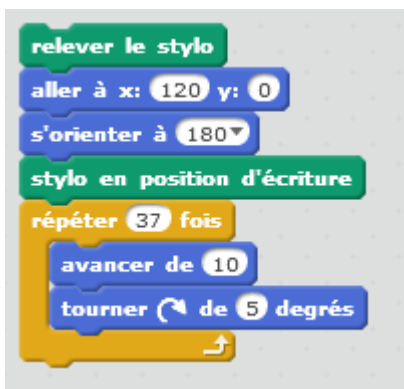 relever le stylo
aller à x: 120 y: 0
s'orienter à 180
stylo en position d'écriture
répéter 37 fois
avancer de 10
tourner de 5 degrés